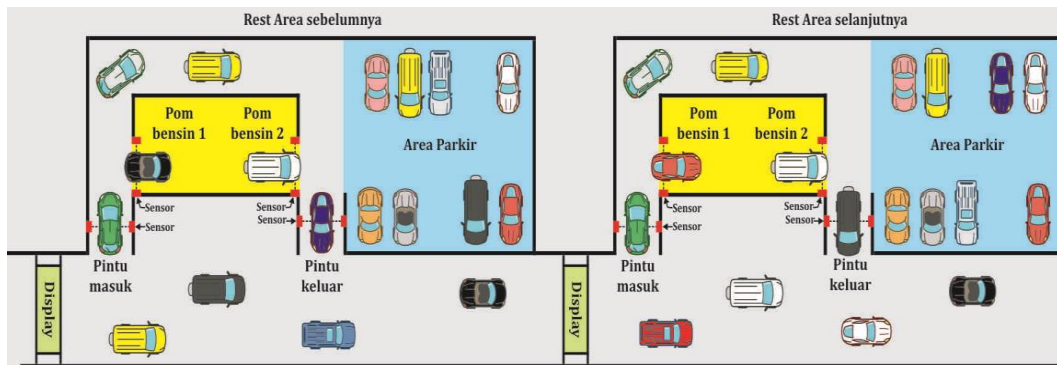 Rest Area sebelumnya
Pom
bensin 1
Pom
bensin 2
Area Parkir
Sensor
Sensor
Sensor
Pintu
masuk
Pintu
keluar
Display
Rest Area selanjutnya
Pom
bensin 1
Pom
bensin 2
Area Parkir
Sensor
Sensor
Sensor
Pintu
masuk
Pintu
keluar
Display